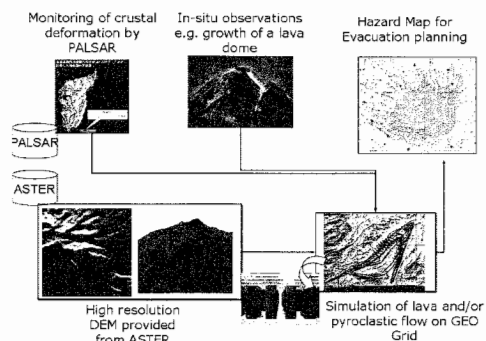 Monitoring of crustal
deformation by
PALSAR
In-situ observations
e.g. growth of a lava
dome
Hazard Map for
Evacuation planning
PALSAR
ASTER
High resolution
DEM provided
from ASTER
Simulation of lava and/or
pyroclastic flow on GEO
Grid